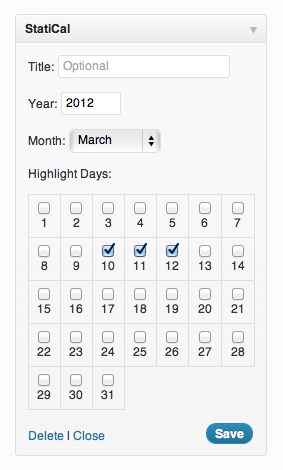 StatiCal
Title: Optional
Year: 2012
Month: March
Highlight Days:
1 2 3 4 5 6 7
8 9 10 11 12 13 14
15 16 17 18 19 20 21
22 23 24 25 26 27 28
29 30 31
Delete | Close Save